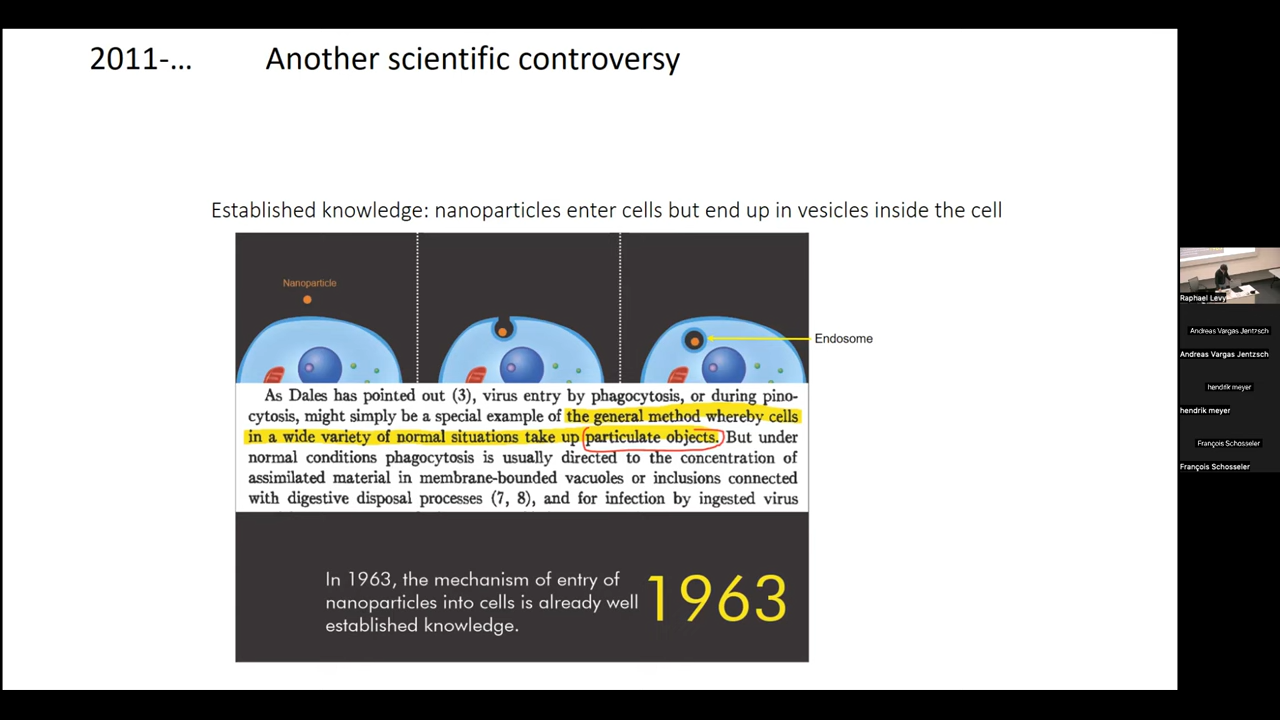 2011-... Another scientific controversy
Established knowledge: nanoparticles enter cells but end up in vesicles inside the cell
Nanoparticle
Endosome
As Dales has pointed out (3), virus entry by phagocytosis, or during pino-
cytosis, might simply be a special example of the general method whereby cells
in a wide variety of normal situations take up particulate objects. But under
normal conditions phagocytosis is usually directed to the concentration of
assimilated material in membrane-bounded vacuoles or inclusions connected
with digestive disposal processes (7, 8), and for infection by ingested virus
In 1963, the mechanism of entry of
nanoparticles into cells is already well
established knowledge.
1963
Raphael Levy
Andreas Vargas Jentzsch
Andreas Vargas Jentzsch
hendrik meyer
hendrik meyer
François Schosseler
François Schosseler